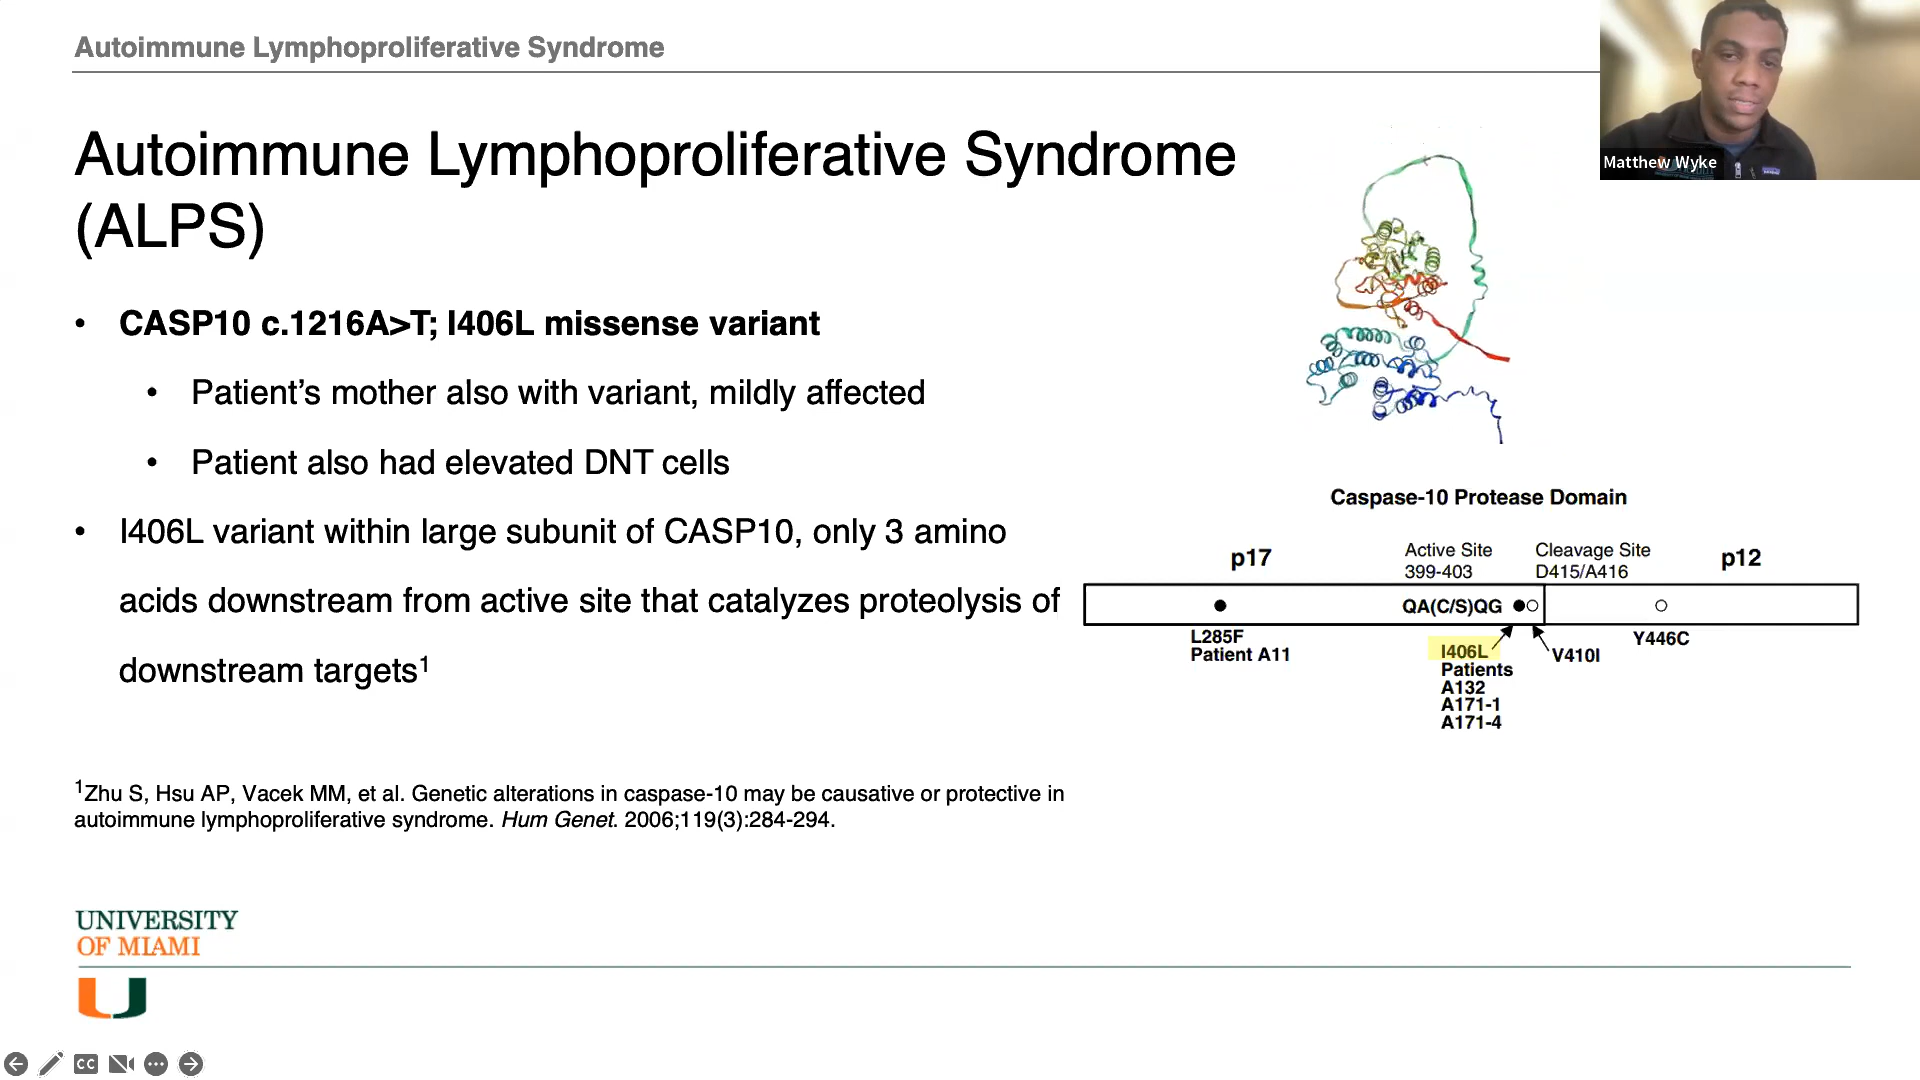 Autoimmune Lymphoproliferative Syndrome
Matthew Wyke
Autoimmune Lymphoproliferative Syndrome
(ALPS)
• CASP10 c.1216A>T; I406L missense variant
• Patient’s mother also with variant, mildly affected
• Patient also had elevated DNT cells
• I406L variant within large subunit of CASP10, only 3 amino
acids downstream from active site that catalyzes proteolysis of
downstream targets¹
Caspase-10 Protease Domain
p17
Active Site
399-403
Cleavage Site
D415/A416
p12
QA(C/S)QG
L285F
Patient A11
I406L
Patients
A132
A171-1
A171-4
V410I
Y446C
¹Zhu S, Hsu AP, Vacek MM, et al. Genetic alterations in caspase-10 may be causative or protective in
autoimmune lymphoproliferative syndrome. Hum Genet. 2006;119(3):284-294.
UNIVERSITY
OF MIAMI
U
CC